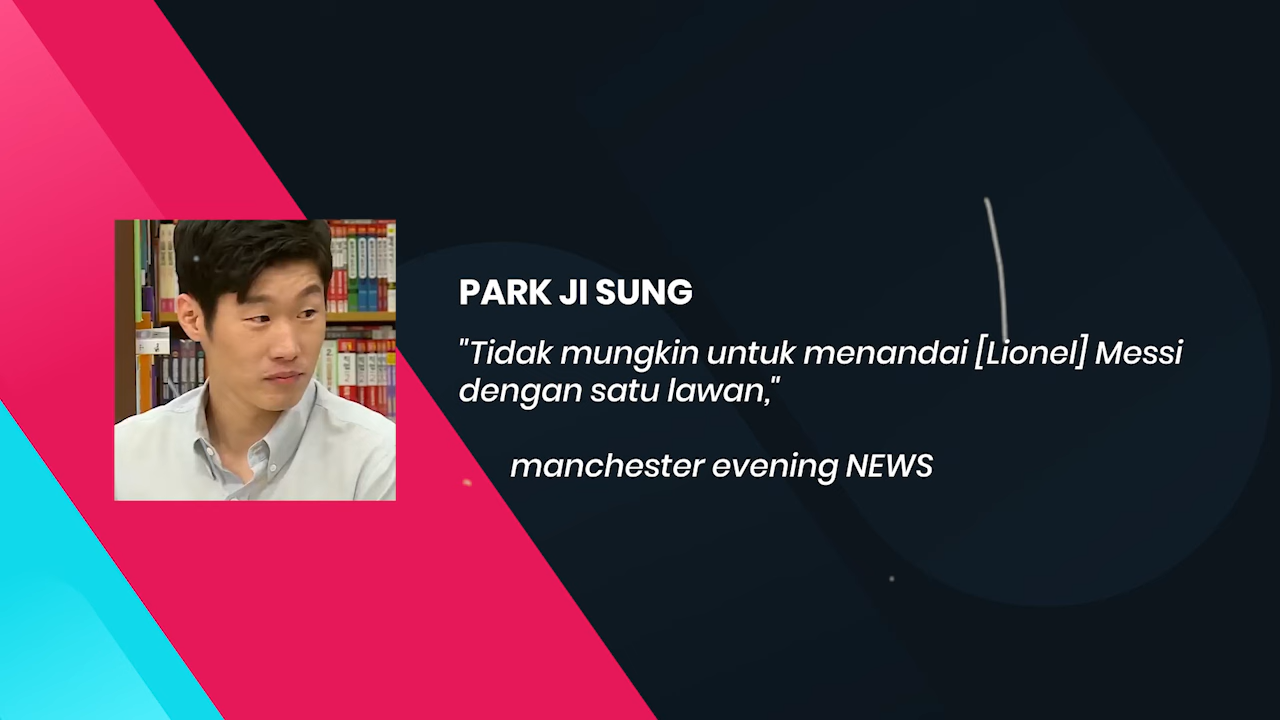 PARK JI SUNG
"Tidak mungkin untuk menandai [Lionel] Messi
dengan satu lawan,"
manchester evening NEWS